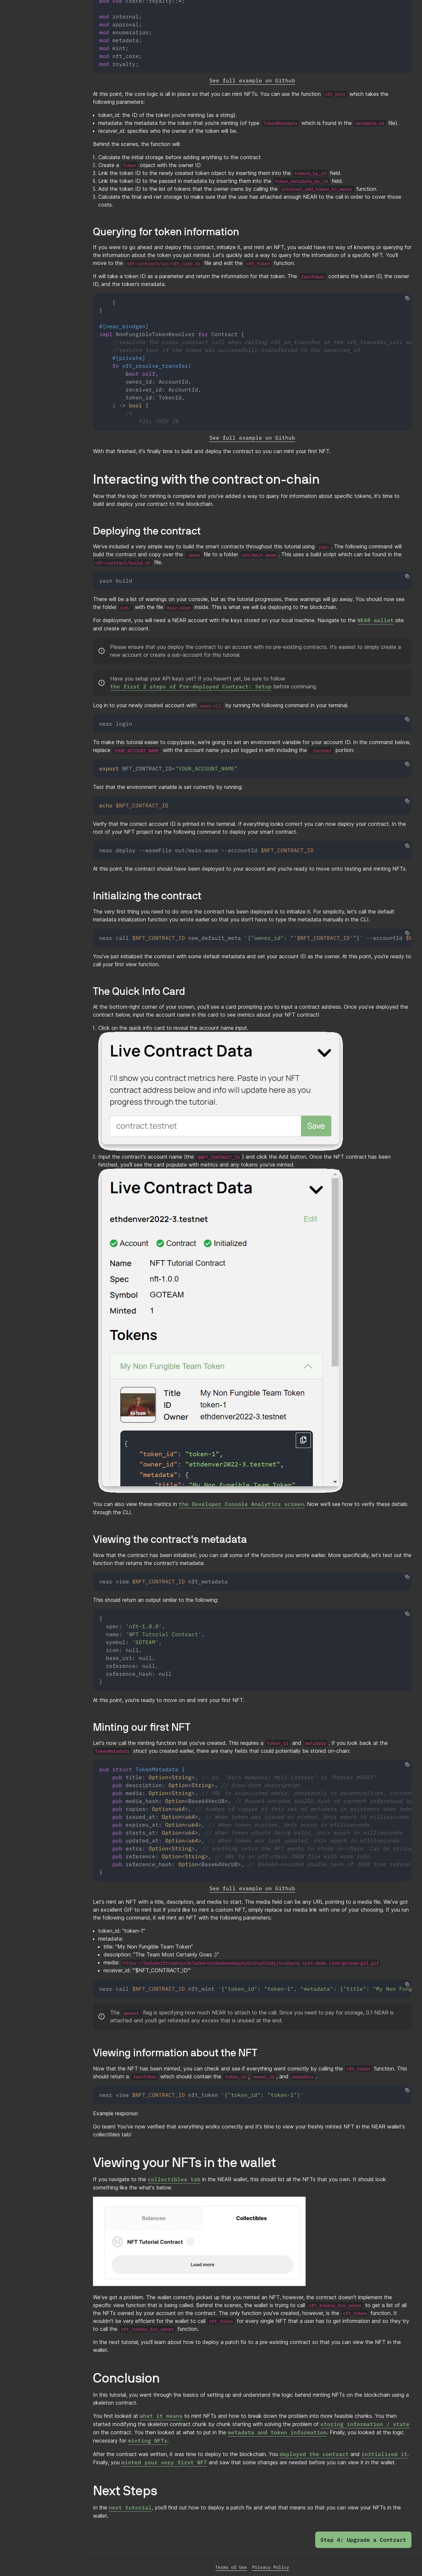 pub use crate::royalty::*;
mod internal;
mod approval;
mod enumeration;
mod metadata;
mod mint;
mod nft_core;
mod royalty;
See full example on Github
At this point, the core logic is all in place so that you can mint NFTs. You can use the function nft_mint which takes the
following parameters:
token_id: the ID of the token you're minting (as a string).
metadata: the metadata for the token that you're minting (of type TokenMetadata which is found in the metadata.rs file).
receiver_id: specifies who the owner of the token will be.
Behind the scenes, the function will:
1. Calculate the initial storage before adding anything to the contract
2. Create a Token object with the owner ID
3. Link the token ID to the newly created token object by inserting them into the tokens_by_id field.
4. Link the token ID to the passed in metadata by inserting them into the token_metadata_by_id field.
5. Add the token ID to the list of tokens that the owner owns by calling the internal_add_token_to_owner function.
6. Calculate the final and net storage to make sure that the user has attached enough NEAR to the call in order to cover those
costs.
Querying for token information
If you were to go ahead and deploy this contract, initialize it, and mint an NFT, you would have no way of knowing or querying for
the information about the token you just minted. Let's quickly add a way to query for the information of a specific NFT. You'll
move to the nft-contract/src/nft_core.rs file and edit the nft_token function.
It will take a token ID as a parameter and return the information for that token. The JsonToken contains the token ID, the owner
ID, and the token's metadata.
}
}
#[near_bindgen]
impl NonFungibleTokenResolver for Contract {
//resolves the cross contract call when calling nft_on_transfer in the nft_transfer_call
//returns true if the token was successfully transferred to the receiver_id
#[private]
fn nft_resolve_transfer(
&mut self,
owner_id: AccountId,
receiver_id: AccountId,
token_id: TokenId,
) -> bool {
/*
FILL THIS IN
See full example on Github
With that finished, it's finally time to build and deploy the contract so you can mint your first NFT.
Interacting with the contract on-chain
Now that the logic for minting is complete and you've added a way to query for information about specific tokens, it's time to
build and deploy your contract to the blockchain.
Deploying the contract
We've included a very simple way to build the smart contracts throughout this tutorial using yarn. The following command will
build the contract and copy over the .wasm file to a folder out/main.wasm. This uses a build script which can be found in the
nft-contract/build.sh file.
yarn build
There will be a list of warnings on your console, but as the tutorial progresses, these warnings will go away. You should now see
the folder out/ with the file main.wasm inside. This is what we will be deploying to the blockchain.
For deployment, you will need a NEAR account with the keys stored on your local machine. Navigate to the NEAR wallet site
and create an account.
Please ensure that you deploy the contract to an account with no pre-existing contracts. It's easiest to simply create a
new account or create a sub-account for this tutorial.
Have you setup your API keys yet? If you haven't yet, be sure to follow
the first 2 steps of Pre-deployed Contract: Setup before continuing.
Log in to your newly created account with near-cli by running the following command in your terminal.
near login
To make this tutorial easier to copy/paste, we're going to set an environment variable for your account ID. In the command below,
replace YOUR_ACCOUNT_NAME with the account name you just logged in with including the .testnet portion:
export NFT_CONTRACT_ID="YOUR_ACCOUNT_NAME"
Test that the environment variable is set correctly by running:
echo $NFT_CONTRACT_ID
Verify that the correct account ID is printed in the terminal. If everything looks correct you can now deploy your contract. In the
root of your NFT project run the following command to deploy your smart contract.
near deploy --wasmFile out/main.wasm --accountId $NFT_CONTRACT_ID
At this point, the contract should have been deployed to your account and you're ready to move onto testing and minting NFTs.
Initializing the contract
The very first thing you need to do once the contract has been deployed is to initialize it. For simplicity, let's call the default
metadata initialization function you wrote earlier so that you don't have to type the metadata manually in the CLI.
near call $NFT_CONTRACT_ID new_default_meta '{"owner_id": "'$NFT_CONTRACT_ID'"}' --accountId
You've just initialized the contract with some default metadata and set your account ID as the owner. At this point, you're ready to
call your first view function.
The Quick Info Card
At the bottom-right corner of your screen, you'll see a card prompting you to input a contract address. Once you've deployed the
contract below, input the account name in this card to see metrics about your NFT contract!
1. Click on the quick info card to reveal the account name input.
Live Contract Data
I'll show you contract metrics here. Paste in your NFT
contract address below and info will update here as you
progress through the tutorial.
contract testnet
Save
2. Input the contract's account name (the $NFT_CONTRACT_ID) and click the Add button. Once the NFT contract has been
fetched, you'll see the card populate with metrics and any tokens you've minted.
Live Contract Data
ethdenver2022-3.testnet
Edit
Account Contract Initialized
Name NFT Tutorial Contract
Spec nft-1.0.0
Symbol GOTEAM
Minted 1
Tokens
My Non Fungible Team Token
Title My Non Fungible Team Token
ID token-1
Owner ethdenver2022-3.testnet
{
"token_id": "token-1",
"owner_id": "ethdenver2022-3.testnet",
"metadata": {
"title": "My Non Fungible Team Token"
You can also view these metrics in the Developer Console Analytics screen. Now we'll see how to verify these details
through the CLI.
Viewing the contract's metadata
Now that the contract has been initialized, you can call some of the functions you wrote earlier. More specifically, let's test out the
function that returns the contract's metadata:
near view $NFT_CONTRACT_ID nft_metadata
This should return an output similar to the following:
{
spec: 'nft-1.0.0',
name: 'NFT Tutorial Contract',
symbol: 'GOTEAM',
icon: null,
base_uri: null,
reference: null,
reference_hash: null
}
At this point, you're ready to move on and mint your first NFT.
Minting our first NFT
Let's now call the minting function that you've created. This requires a token_id and metadata. If you look back at the
TokenMetadata struct you created earlier, there are many fields that could potentially be stored on-chain:
pub struct TokenMetadata {
pub title: Option<String>, // ex. "Arch Nemesis: Mail Carrier" or "Parcel #5055"
pub description: Option<String>, // free-form description
pub media: Option<String>, // URL to associated media, preferably to decentralized, content
pub media_hash: Option<Base64VecU8>, // Base64-encoded sha256 hash of content referenced
pub copies: Option<u64>, // number of copies of this set of metadata in existence when
pub issued_at: Option<u64>, // When token was issued or minted, Unix epoch in milliseconds
pub expires_at: Option<u64>, // When token expires, Unix epoch in milliseconds
pub starts_at: Option<u64>, // When token starts being valid, Unix epoch in milliseconds
pub updated_at: Option<u64>, // When token was last updated, Unix epoch in milliseconds
pub extra: Option<String>, // anything extra the NFT wants to store on-chain. Can be
pub reference: Option<String>, // URL to an off-chain JSON file with more info.
pub reference_hash: Option<Base64VecU8>, // Base64-encoded sha256 hash of JSON from
}
See full example on Github
Let's mint an NFT with a title, description, and media to start. The media field can be any URL pointing to a media file. We've got
an excellent GIF to mint but if you'd like to mint a custom NFT, simply replace our media link with one of your choosing. If you run
the following command, it will mint an NFT with the following parameters:
token_id: "token-1"
metadata:
title: "My Non Fungible Team Token"
description: "The Team Most Certainly Goes :)"
media:
receiver_id: "'$NFT_CONTRACT_ID'"
near call $NFT_CONTRACT_ID nft_mint '{"token_id": "token-1", "metadata": {"title": "My Non
The amount flag is specifying how much NEAR to attach to the call. Since you need to pay for storage, 0.1 NEAR is
attached and you'll get refunded any excess that is unused at the end.
Viewing information about the NFT
Now that the NFT has been minted, you can check and see if everything went correctly by calling the nft_token function. This
should return a JsonToken which should contain the token_id, owner_id, and metadata.
near view $NFT_CONTRACT_ID nft_token '{"token_id": "token-1"}'
Example response:
Go team! You've now verified that everything works correctly and it's time to view your freshly minted NFT in the NEAR wallet's
collectibles tab!
Viewing your NFTs in the wallet
If you navigate to the collectibles tab in the NEAR wallet, this should list all the NFTs that you own. It should look
something like the what's below.
Balances Collectibles
NFT Tutorial Contract
Load more
We've got a problem. The wallet correctly picked up that you minted an NFT, however, the contract doesn't implement the
specific view function that is being called. Behind the scenes, the wallet is trying to call nft_tokens_for_owner to get a list of all
the NFTs owned by your account on the contract. The only function you've created, however, is the nft_token function. It
wouldn't be very efficient for the wallet to call nft_token for every single NFT that a user has to get information and so they try
to call the nft_tokens_for_owner function.
In the next tutorial, you'll learn about how to deploy a patch fix to a pre-existing contract so that you can view the NFT in the
wallet.
Conclusion
In this tutorial, you went through the basics of setting up and understand the logic behind minting NFTs on the blockchain using a
skeleton contract.
You first looked at what it means to mint NFTs and how to break down the problem into more feasible chunks. You then
started modifying the skeleton contract chunk by chunk starting with solving the problem of storing information / state
on the contract. You then looked at what to put in the metadata and token information. Finally, you looked at the logic
necessary for minting NFTs.
After the contract was written, it was time to deploy to the blockchain. You deployed the contract and initialized it.
Finally, you minted your very first NFT and saw that some changes are needed before you can view it in the wallet.
Next Steps
In the next tutorial, you'll find out how to deploy a patch fix and what that means so that you can view your NFTs in the
wallet.
Step 4: Upgrade a Contract
Terms of Use | Privacy Policy